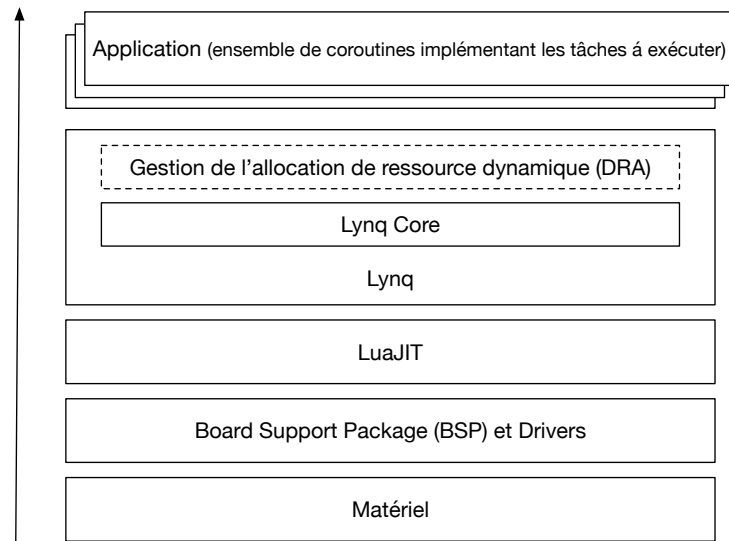 Application (ensemble de coroutines implémentant les tâches á exécuter)
Gestion de l'allocation de ressource dynamique (DRA)
Lynq Core
Lynq
LuaJIT
Board Support Package (BSP) et Drivers
Matériel